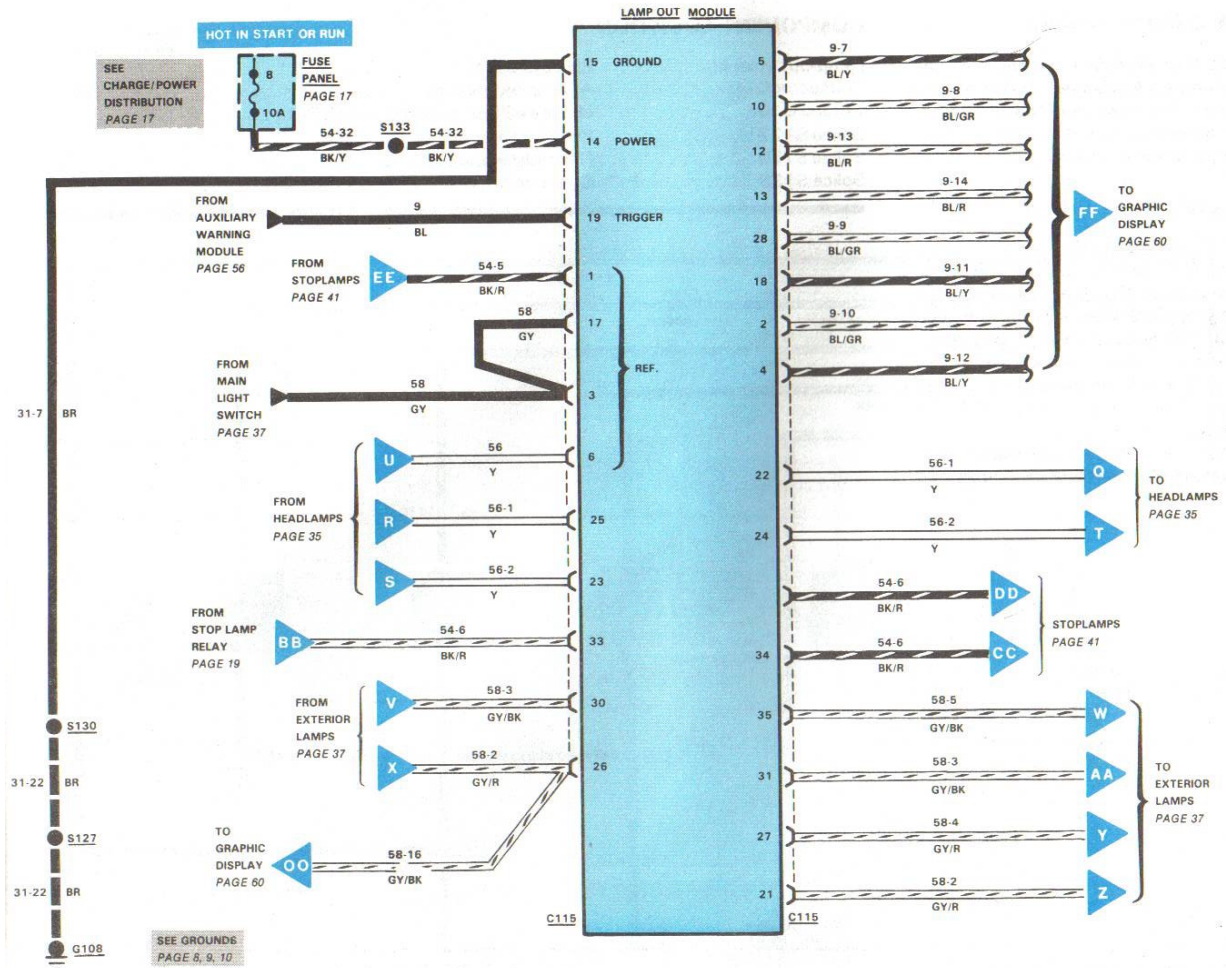 LAMP OUT MODULE
HOT IN START OR RUN
SEE
CHARGE/POWER
DISTRIBUTION
PAGE 17
8
10A
FUSE
PANEL
PAGE 17
54-32
BK/Y
S133
54-32
BK/Y
15 GROUND
14 POWER
FROM
AUXILIARY
WARNING
MODULE
PAGE 56
9
BL
19 TRIGGER
FROM
STOPLAMPS
PAGE 41
EE
54-5
BK/R
1
58
GY
17
REF.
FROM
MAIN
LIGHT
SWITCH
PAGE 37
58
GY
3
31-7
BR
FROM
HEADLAMPS
PAGE 35
U
56
Y
6
R
56-1
Y
25
S
56-2
Y
23
FROM
STOP LAMP
RELAY
PAGE 19
BB
54-6
BK/R
33
FROM
EXTERIOR
LAMPS
PAGE 37
V
58-3
GY/BK
30
X
58-2
GY/R
26
TO
GRAPHIC
DISPLAY
PAGE 60
OO
58-16
GY/BK
S130
31-22
BR
S127
31-22
BR
G108
SEE GROUNDS
PAGE 8, 9, 10
C115
5
9-7
BL/Y
10
9-8
BL/GR
12
9-13
BL/R
13
9-14
BL/R
28
9-9
BL/GR
18
9-11
BL/Y
2
9-10
BL/GR
4
9-12
BL/Y
FF
TO
GRAPHIC
DISPLAY
PAGE 60
22
56-1
Y
Q
24
56-2
Y
T
TO
HEADLAMPS
PAGE 35
54-6
BK/R
DD
34
54-6
BK/R
CC
STOPLAMPS
PAGE 41
35
58-5
GY/BK
W
31
58-3
GY/BK
AA
27
58-4
GY/R
Y
21
58-2
GY/R
Z
TO
EXTERIOR
LAMPS
PAGE 37
C115